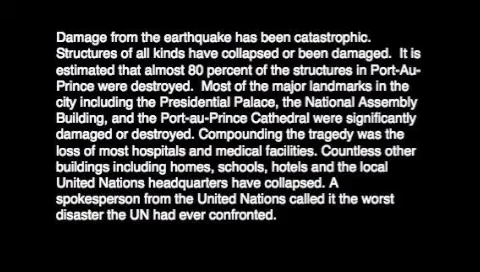 Damage from the earthquake has been catastrophic.
Structures of all kinds have collapsed or been damaged.  It is
estimated that almost 80 percent of the structures in Port-Au-
Prince were destroyed.  Most of the major landmarks in the
city including the Presidential Palace, the National Assembly
Building, and the Port-au-Prince Cathedral were significantly
damaged or destroyed. Compounding the tragedy was the
loss of most hospitals and medical facilities. Countless other
buildings including homes, schools, hotels and the local
United Nations headquarters have collapsed. A
spokesperson from the United Nations called it the worst
disaster the UN had ever confronted.